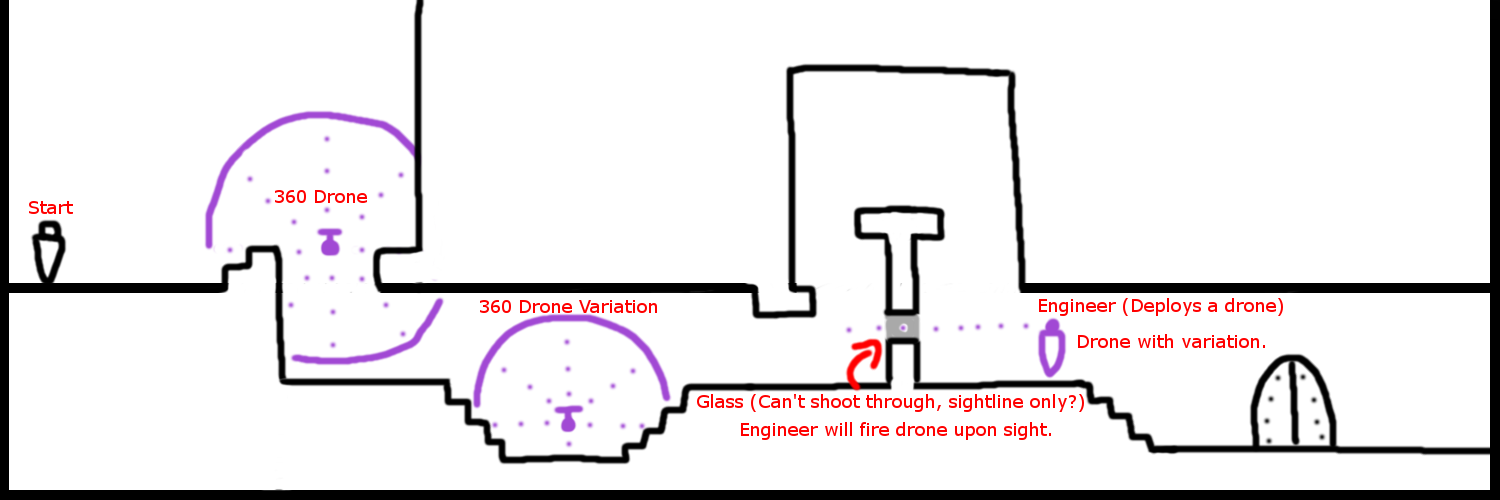 Start
360 Drone
360 Drone Variation
Engineer (Deploys a drone)
Drone with variation.
Glass (Can't shoot through, sightline only?)
Engineer will fire drone upon sight.